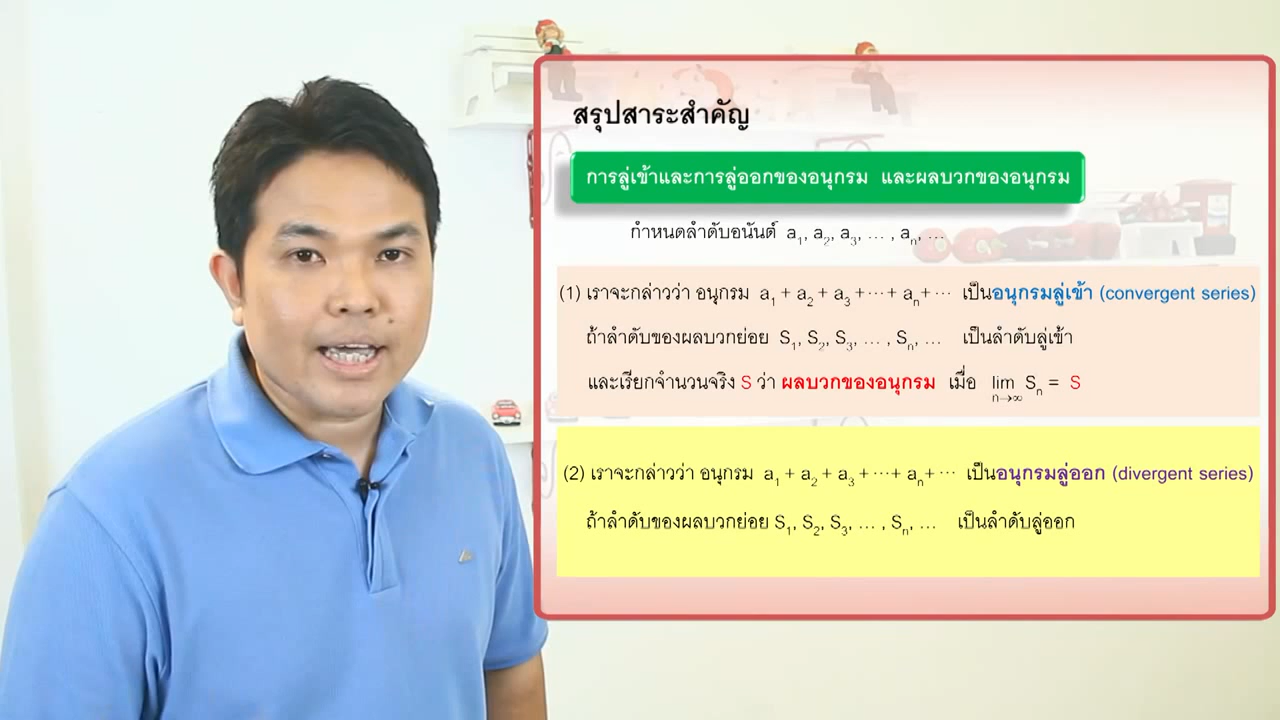 สรุปสาระสำคัญ
การลู่เข้าและการลู่ออกของอนุกรม และผลบวกของอนุกรม
กำหนดลำดับอนันต์ a₁, a₂, a₃, … , aₙ, …
(1) เราจะกล่าวว่า อนุกรม a₁ + a₂ + a₃ + ⋯ + aₙ + ⋯ เป็นอนุกรมลู่เข้า (convergent series)
ถ้าลำดับของผลบวกย่อย S₁, S₂, S₃, … , Sₙ, … เป็นลำดับลู่เข้า
และเรียกจำนวนจริง S ว่า ผลบวกของอนุกรม เมื่อ lim n→∞ Sₙ = S
(2) เราจะกล่าวว่า อนุกรม a₁ + a₂ + a₃ + ⋯ + aₙ + ⋯ เป็นอนุกรมลู่ออก (divergent series)
ถ้าลำดับของผลบวกย่อย S₁, S₂, S₃, … , Sₙ, … เป็นลำดับลู่ออก